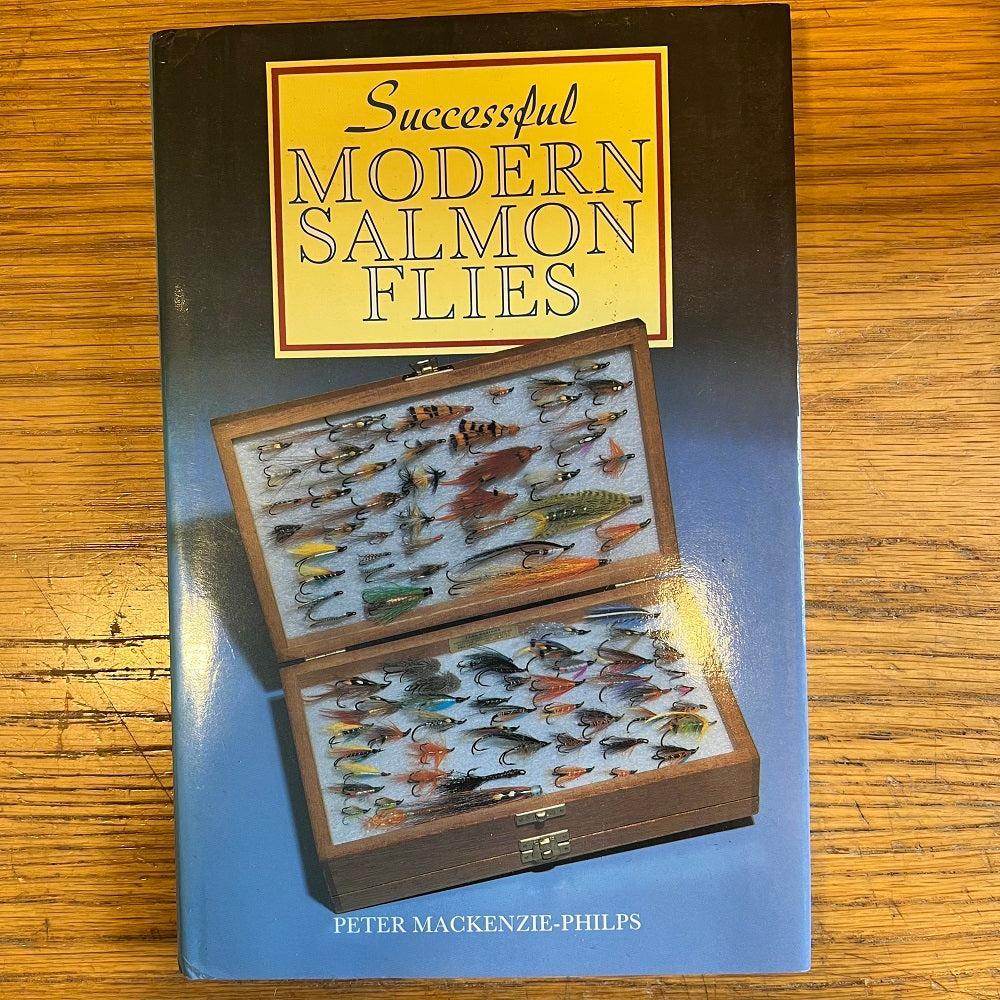 Successful
MODERN
SALMON
FLIES
PETER MACKENZIE-PHILPS